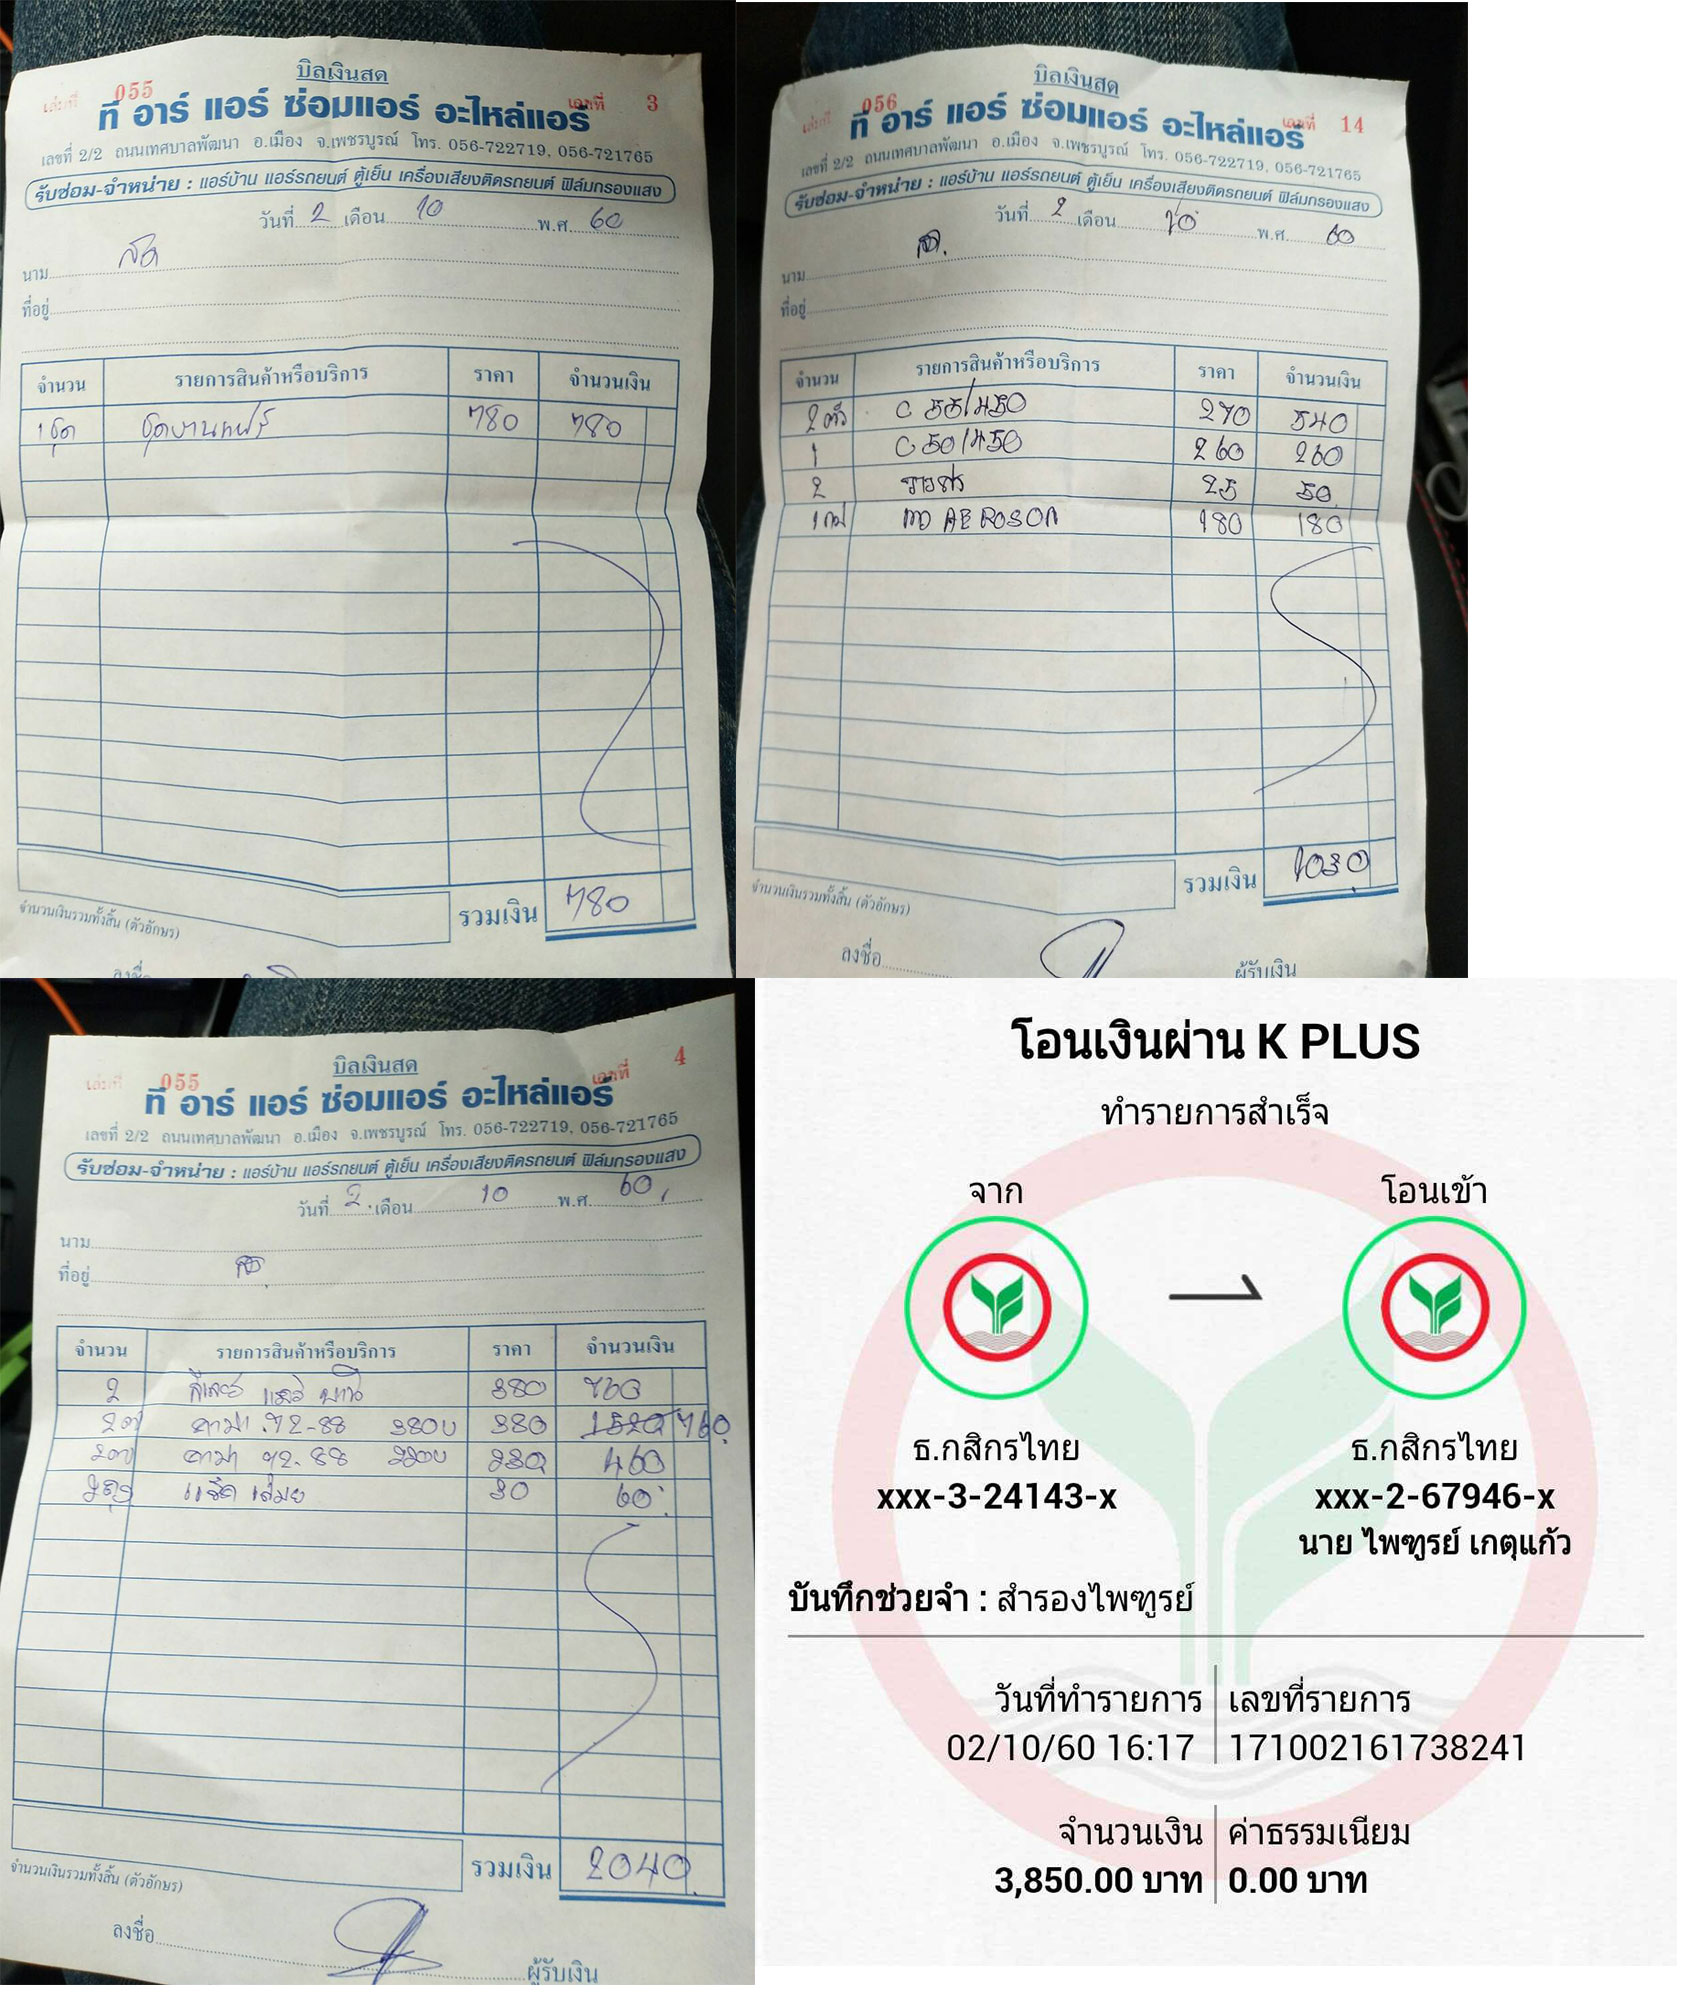 บิลเงินสด
เล่มที่ 055 เลขที่ 3
ที อาร์ แอร์ ซ่อมแอร์ อะไหล่แอร์
เลขที่ 2/2 ถนนเทศบาลพัฒนา อ.เมือง จ.เพชรบูรณ์ โทร. 056-722719, 056-721765
รับซ่อม-จำหน่าย : แอร์บ้าน แอร์รถยนต์ ตู้เย็น เครื่องเสียงติดรถยนต์ ฟิล์มกรองแสง
วันที่ 2 เดือน 10 พ.ศ. 60
นาม สด
ที่อยู่
จำนวน รายการสินค้าหรือบริการ ราคา จำนวนเงิน
1ชุด ชุดบานแฟร์ 780 780
รวมเงิน 780
จำนวนเงินรวมทั้งสิ้น (ตัวอักษร)
ลงชื่อ
บิลเงินสด
เล่มที่ 056 เลขที่ 14
ที อาร์ แอร์ ซ่อมแอร์ อะไหล่แอร์
เลขที่ 2/2 ถนนเทศบาลพัฒนา อ.เมือง จ.เพชรบูรณ์ โทร. 056-722719, 056-721765
รับซ่อม-จำหน่าย : แอร์บ้าน แอร์รถยนต์ ตู้เย็น เครื่องเสียงติดรถยนต์ ฟิล์มกรองแสง
วันที่ 2 เดือน 10 พ.ศ. 60
นาม สด.
ที่อยู่
จำนวน รายการสินค้าหรือบริการ ราคา จำนวนเงิน
2 ตัว C 55/450 270 540
1 C 50/450 260 260
2 25 50
1 AEROSON 180 180
รวมเงิน 1030
จำนวนเงินรวมทั้งสิ้น (ตัวอักษร)
ลงชื่อ ผู้รับเงิน
บิลเงินสด
เล่มที่ 055 เลขที่ 4
ที อาร์ แอร์ ซ่อมแอร์ อะไหล่แอร์
เลขที่ 2/2 ถนนเทศบาลพัฒนา อ.เมือง จ.เพชรบูรณ์ โทร. 056-722719, 056-721765
รับซ่อม-จำหน่าย : แอร์บ้าน แอร์รถยนต์ ตู้เย็น เครื่องเสียงติดรถยนต์ ฟิล์มกรองแสง
วันที่ 2. เดือน 10 พ.ศ. 60
นาม
ที่อยู่ สด.
จำนวน รายการสินค้าหรือบริการ ราคา จำนวนเงิน
2 380 760
2 72-88 380 1520 760
2 72-88 230 460
2 30 60
รวมเงิน 2040
จำนวนเงินรวมทั้งสิ้น (ตัวอักษร)
ลงชื่อ ผู้รับเงิน
โอนเงินผ่าน K PLUS
ทำรายการสำเร็จ
จาก โอนเข้า
ธ.กสิกรไทย ธ.กสิกรไทย
xxx-3-24143-x xxx-2-67946-x
นาย ไพฑูรย์ เกตุแก้ว
บันทึกช่วยจำ : สำรองไพฑูรย์
วันที่ทำรายการ เลขที่รายการ
02/10/60 16:17 171002161738241
จำนวนเงิน ค่าธรรมเนียม
3,850.00 บาท 0.00 บาท